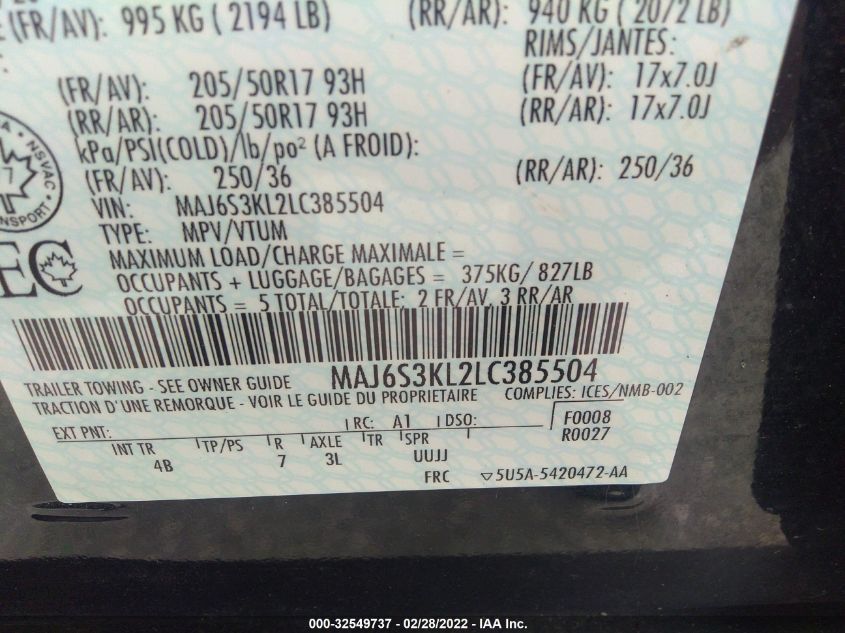 (FR/AV): 995 KG ( 2194 LB) (RR/AR): 940 KG ( 2072 LB)
RIMS/JANTES:
(FR/AV): 205/50R17 93H (FR/AV): 17x7.0J
(RR/AR): 205/50R17 93H (RR/AR): 17x7.0J
kPa/PSI(COLD)/lb/po² (A FROID):
(FR/AV): 250/36 (RR/AR): 250/36
VIN: MAJ6S3KL2LC385504
TYPE: MPV/VTUM
MAXIMUM LOAD/CHARGE MAXIMALE =
OCCUPANTS + LUGGAGE/BAGAGES = 375KG/ 827LB
OCCUPANTS = 5 TOTAL/TOTALE; 2 FR/AV, 3 RR/AR
NSVAC
EC
MAJ6S3KL2LC385504
TRAILER TOWING - SEE OWNER GUIDE COMPLIES: ICES/NMB-002
TRACTION D'UNE REMORQUE - VOIR LE GUIDE DU PROPRIETAIRE
EXT PNT: RC: A1 DSO: F0008
R0027
INT TR TP/PS R AXLE TR SPR
4B 7 3L UUJJ
FRC 5U5A-5420472-AA
000-32549737 - 02/28/2022 - IAA Inc.